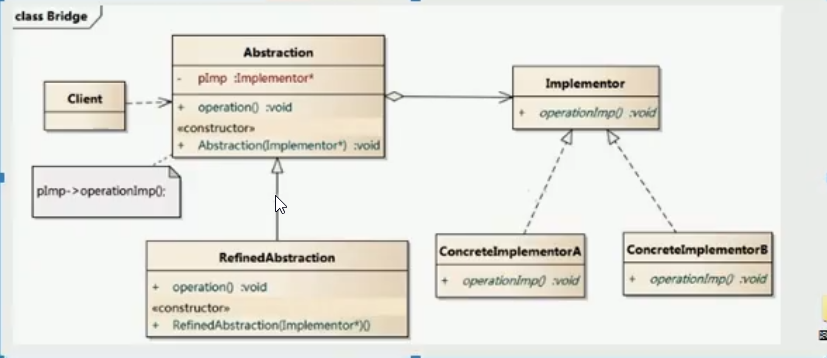 class Bridge
Abstraction
- pImp :Implementor*
+ operation() :void
«constructor»
+ Abstraction(Implementor*) :void
Client
pImp->operationImp();
Implementor
+ operationImp() :void
RefinedAbstraction
+ operation() :void
«constructor»
+ RefinedAbstraction(Implementor*)()
ConcreteImplementorA
+ operationImp() :void
ConcreteImplementorB
+ operationImp() :void